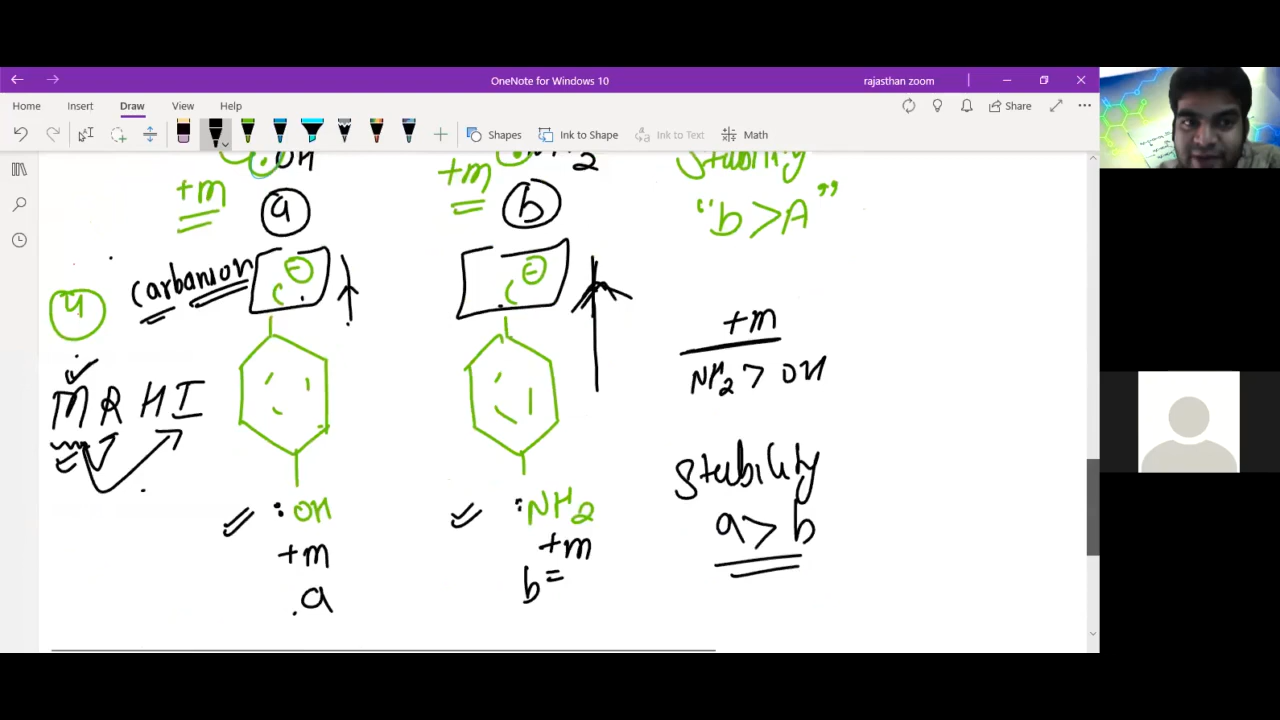 OneNote for Windows 10
rajasthan zoom
Home Insert Draw View Help
Share
Shapes
Ink to Shape
Ink to Text
Math
OH
2
Stability
+m
+m
a
b
"b > A"
carbanion
C ⊖
C ⊖
4
+m
NH2 > OH
M R H I
Stability
:OH
:NH2
a > b
+m
+m
a
b =